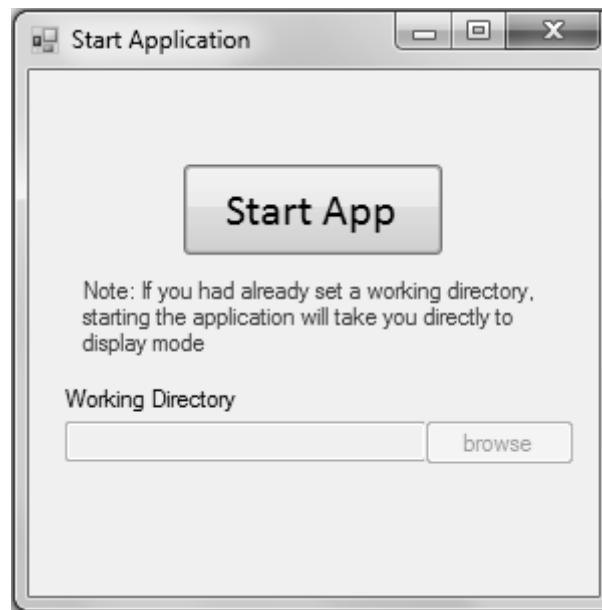 Start Application
Start App
Note: If you had already set a working directory,
starting the application will take you directly to
display mode
Working Directory
browse